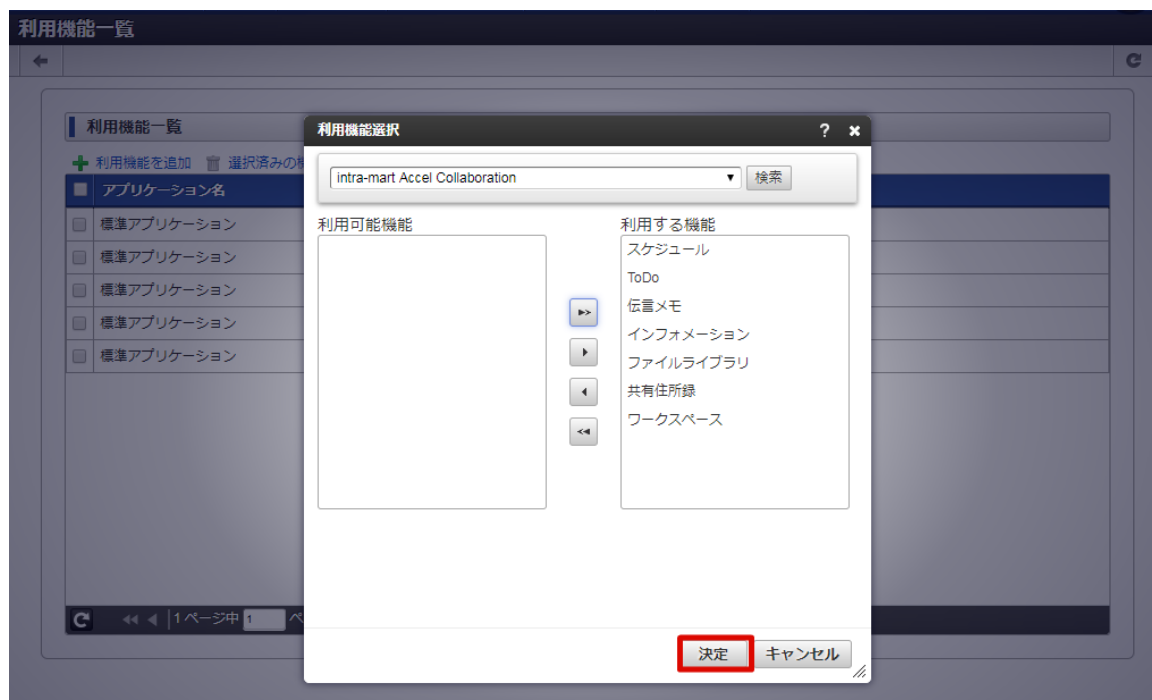 利用機能一覧
利用機能一覧
利用機能を追加 選択済みの
アプリケーション名
標準アプリケーション
標準アプリケーション
標準アプリケーション
標準アプリケーション
標準アプリケーション
1 ページ中 1 ペ
利用機能選択 ?
intra-mart Accel Collaboration 検索
利用可能機能
利用する機能
スケジュール
ToDo
伝言メモ
インフォメーション
ファイルライブラリ
共有住所録
ワークスペース
決定 キャンセル